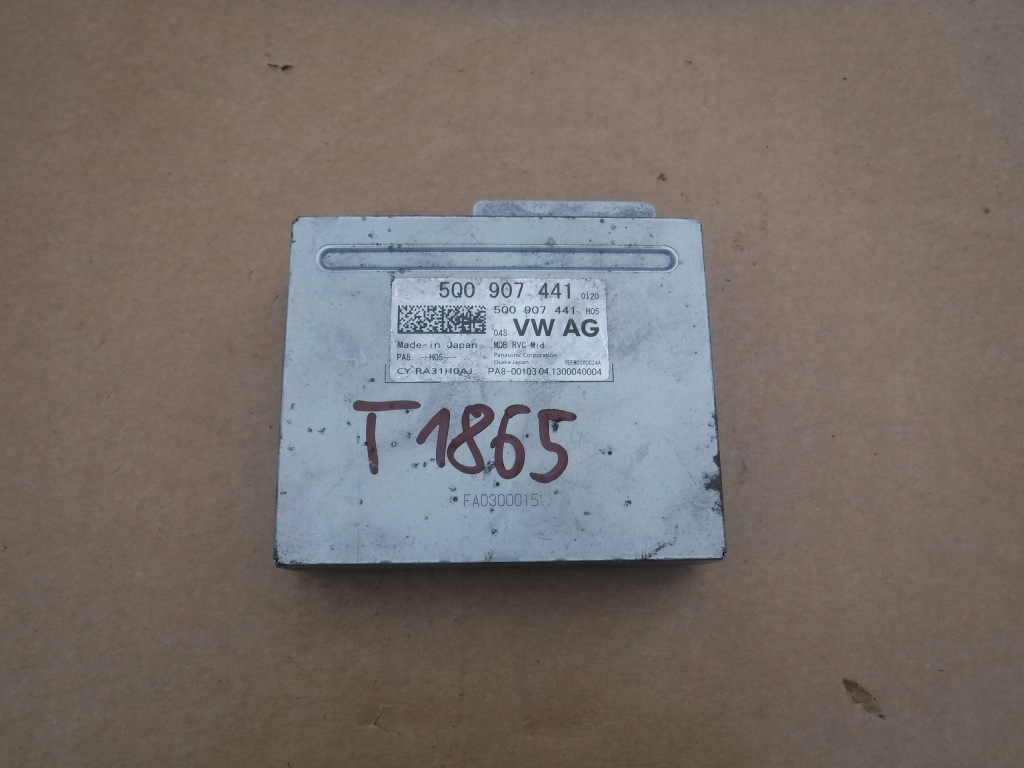 5Q0 907 441 0120
5Q0 907 441 H05
04S VW AG
Made in Japan MQB RVC Mid
PA8 --H05--
Panasonic Corporation
Osaka Japan
CY-RA31H0AJ PA8-00103.04.1300040004
T1865
FA0300015